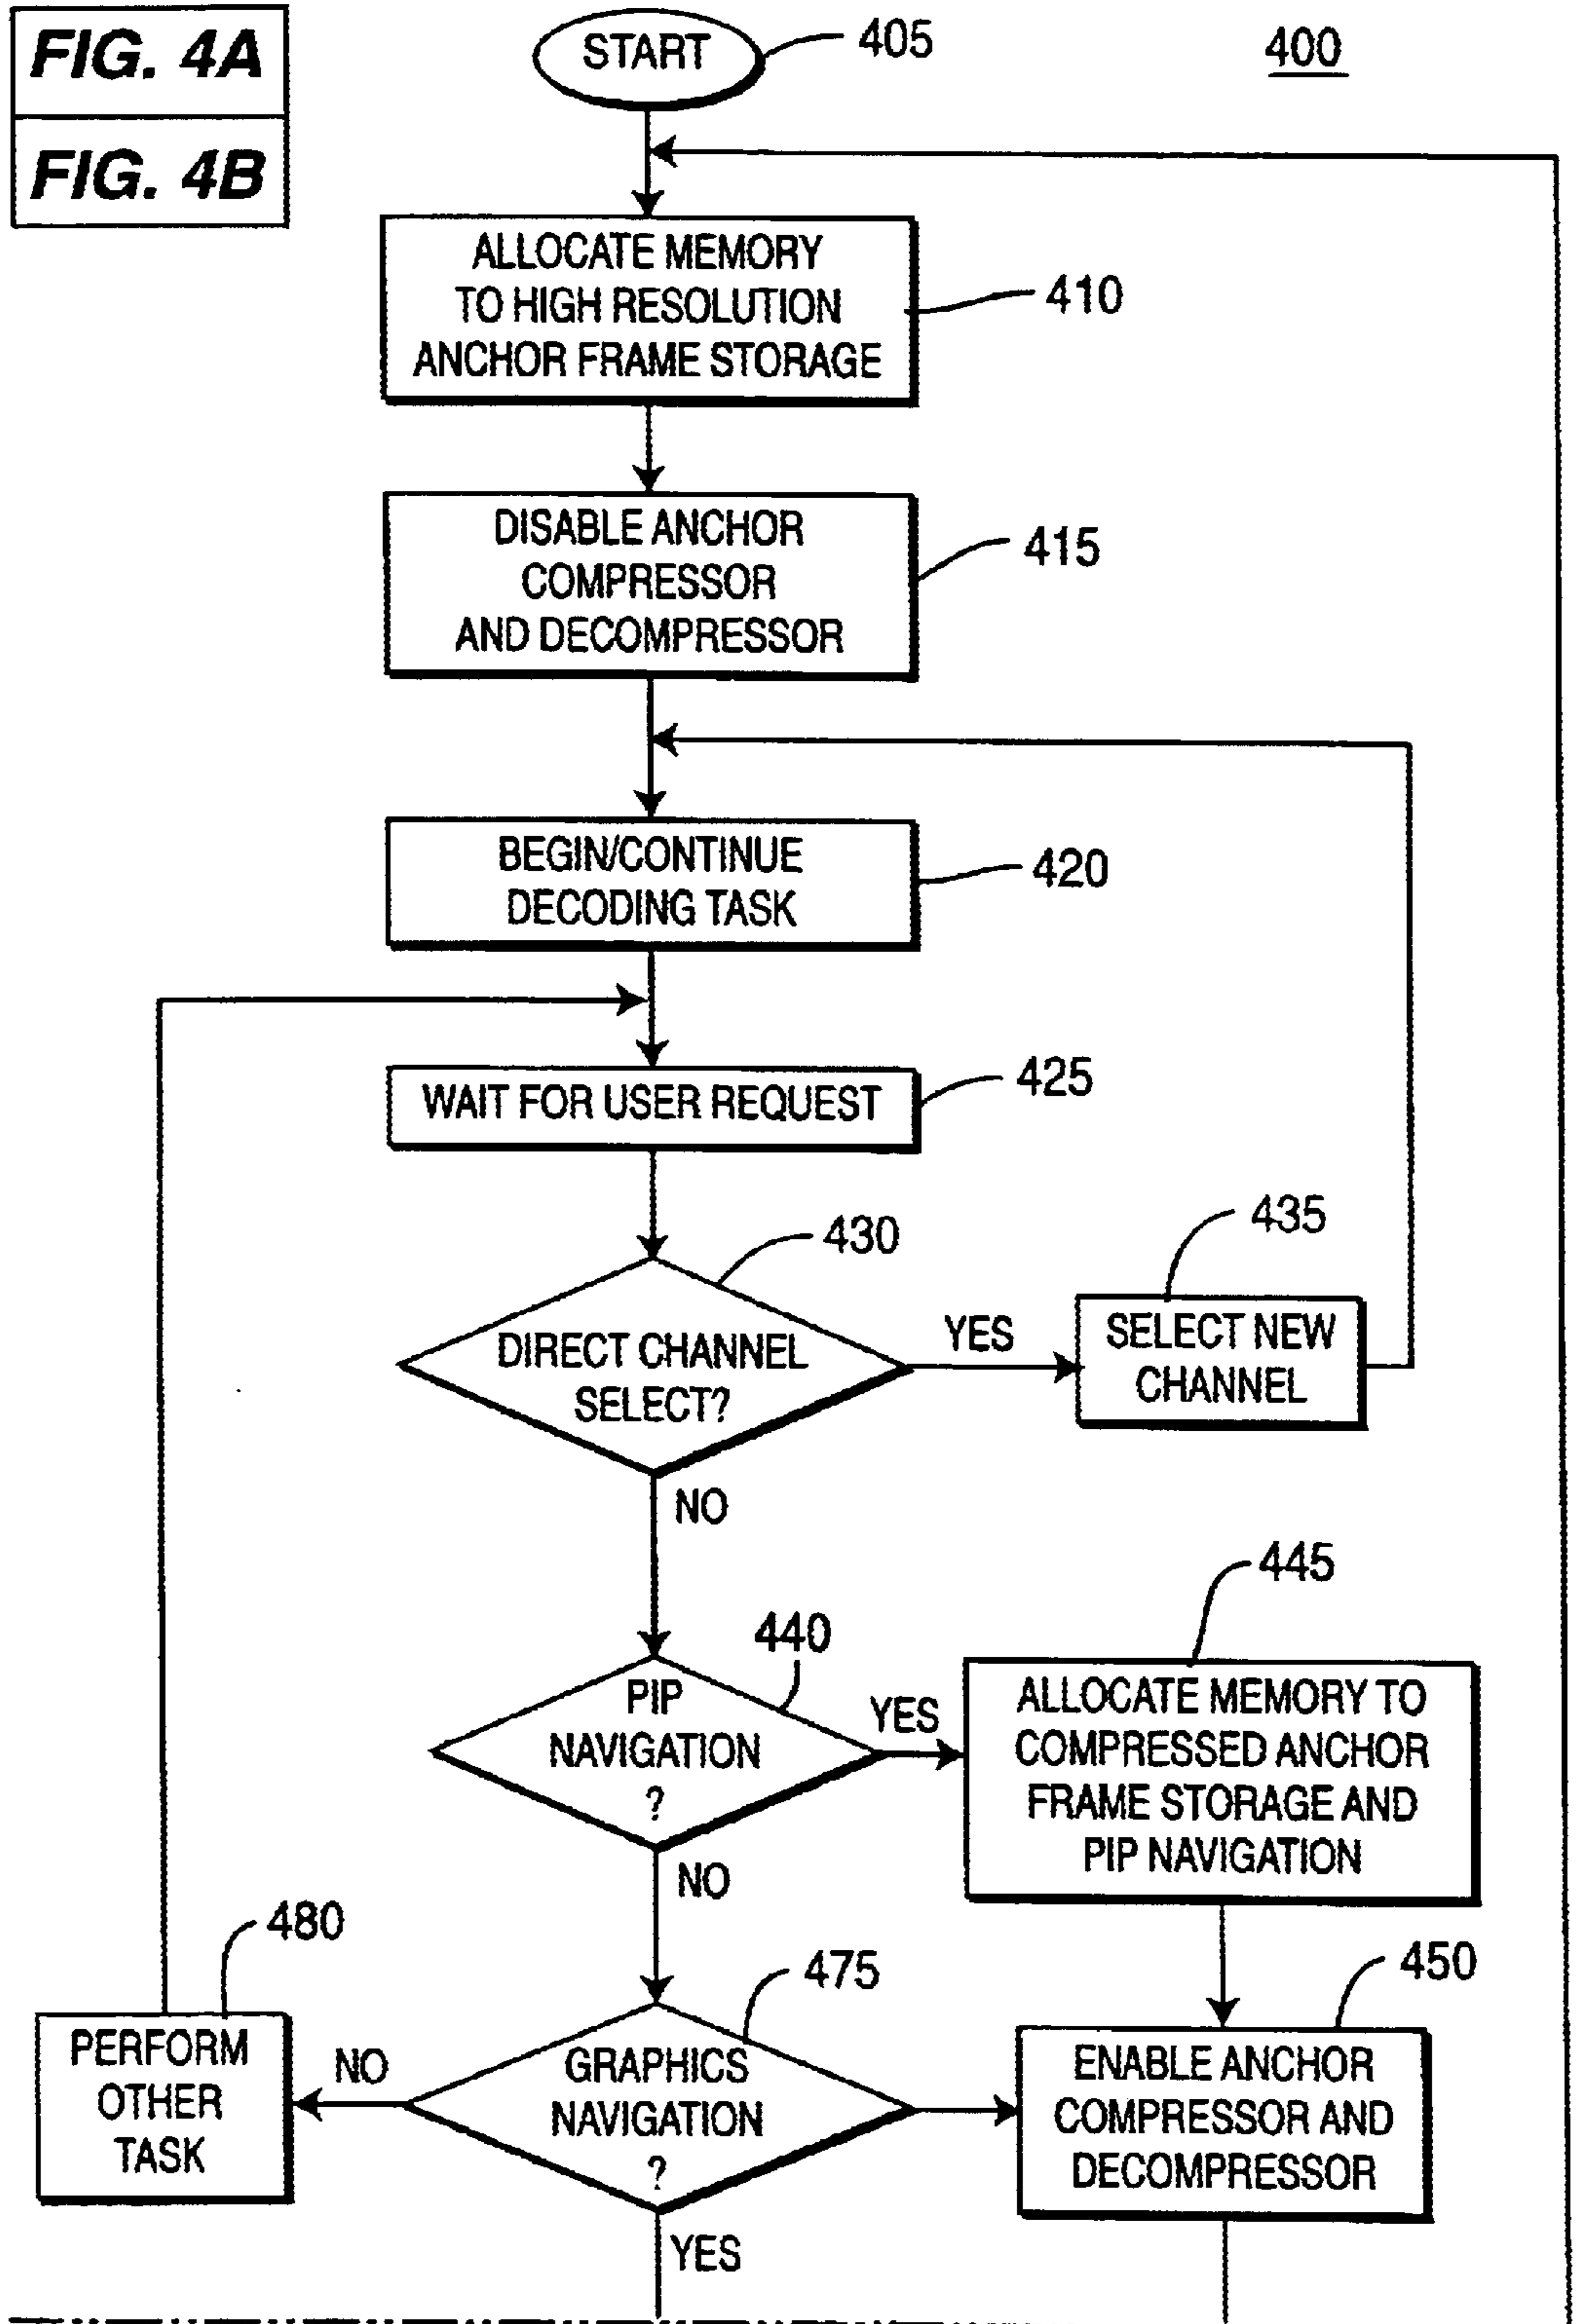 FIG. 4A
FIG. 4B
START
405
400
ALLOCATE MEMORY
TO HIGH RESOLUTION
ANCHOR FRAME STORAGE
410
DISABLE ANCHOR
COMPRESSOR
AND DECOMPRESSOR
415
BEGIN/CONTINUE
DECODING TASK
420
WAIT FOR USER REQUEST
425
430
DIRECT CHANNEL
SELECT?
YES
435
SELECT NEW
CHANNEL
NO
440
PIP
NAVIGATION
?
YES
445
ALLOCATE MEMORY TO
COMPRESSED ANCHOR
FRAME STORAGE AND
PIP NAVIGATION
NO
480
PERFORM
OTHER
TASK
NO
475
GRAPHICS
NAVIGATION
?
450
ENABLE ANCHOR
COMPRESSOR AND
DECOMPRESSOR
YES